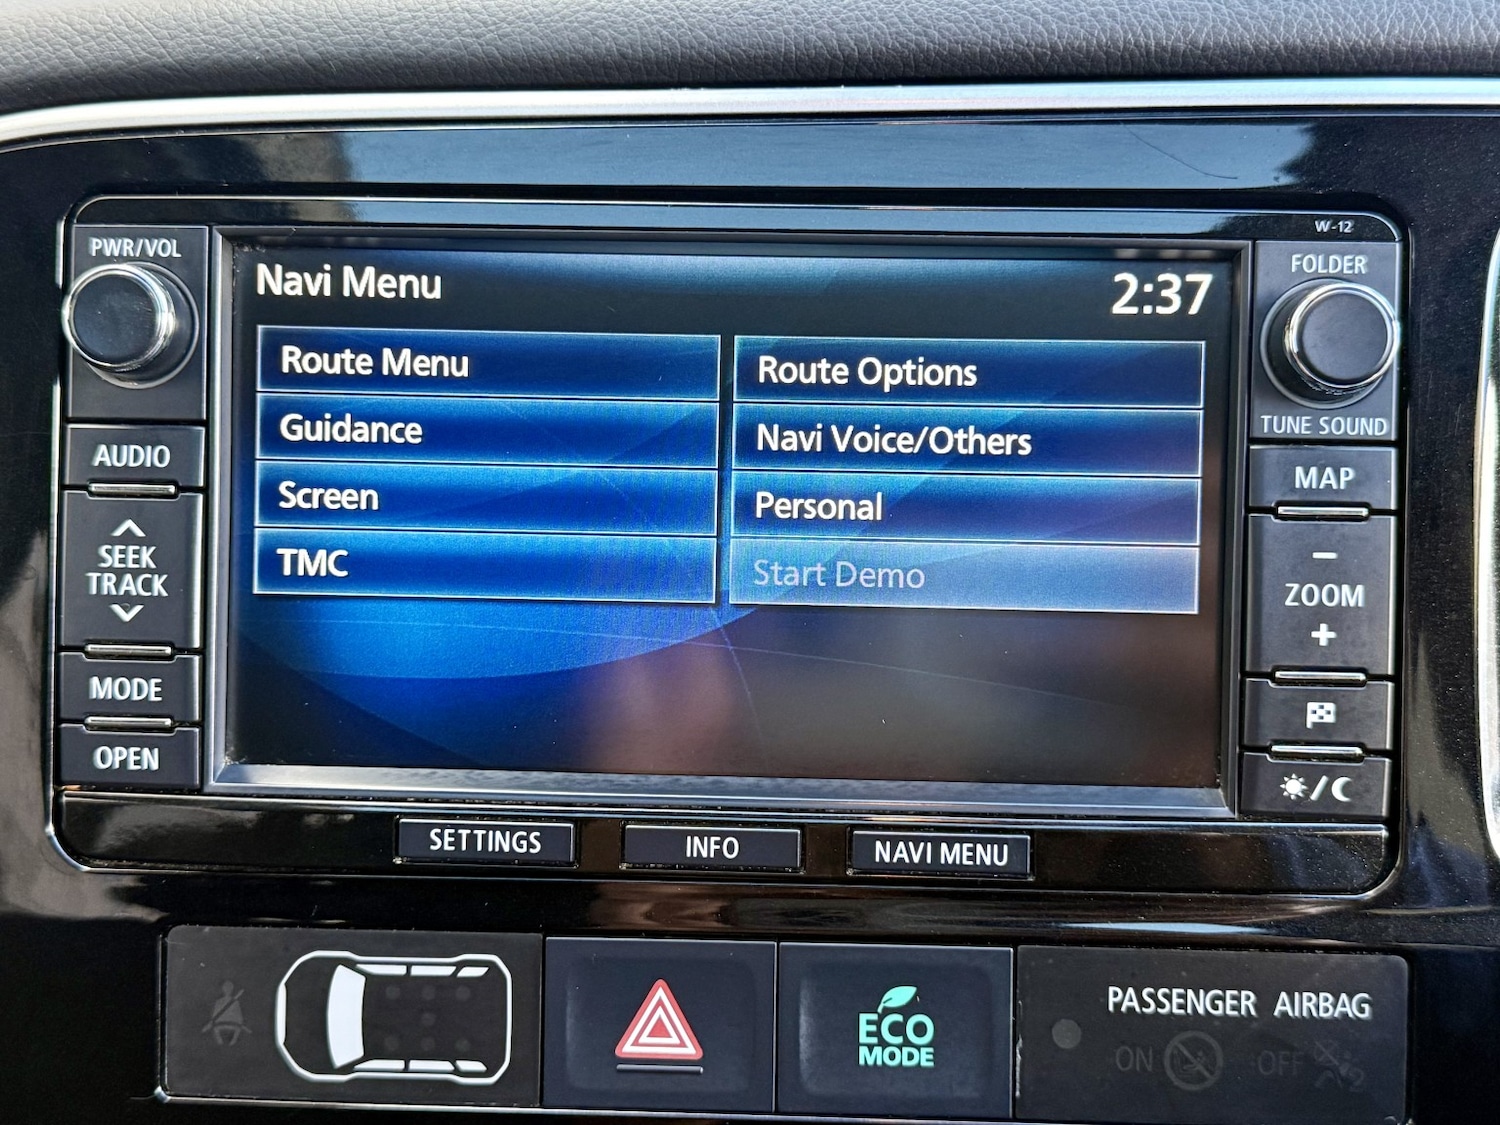 W-12
PWR/VOL
FOLDER
Navi Menu
2:37
Route Menu
Route Options
TUNE SOUND
Guidance
Navi Voice/Others
AUDIO
MAP
Screen
Personal
SEEK
TRACK
TMC
Start Demo
-
ZOOM
+
MODE
OPEN
SETTINGS
INFO
NAVI MENU
PASSENGER AIRBAG
ON
OFF
ECO
MODE